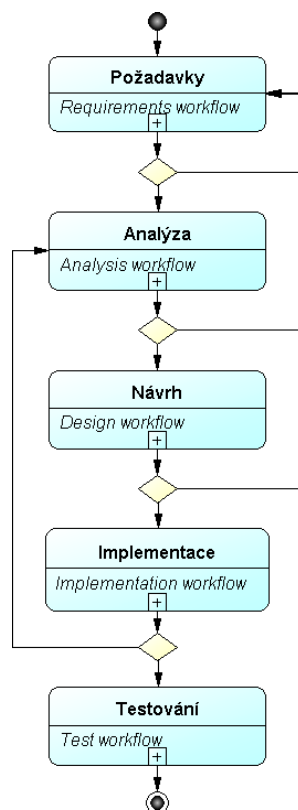 Požadavky
Requirements workflow
+
Analýza
Analysis workflow
+
Návrh
Design workflow
+
Implementace
Implementation workflow
+
Testování
Test workflow
+